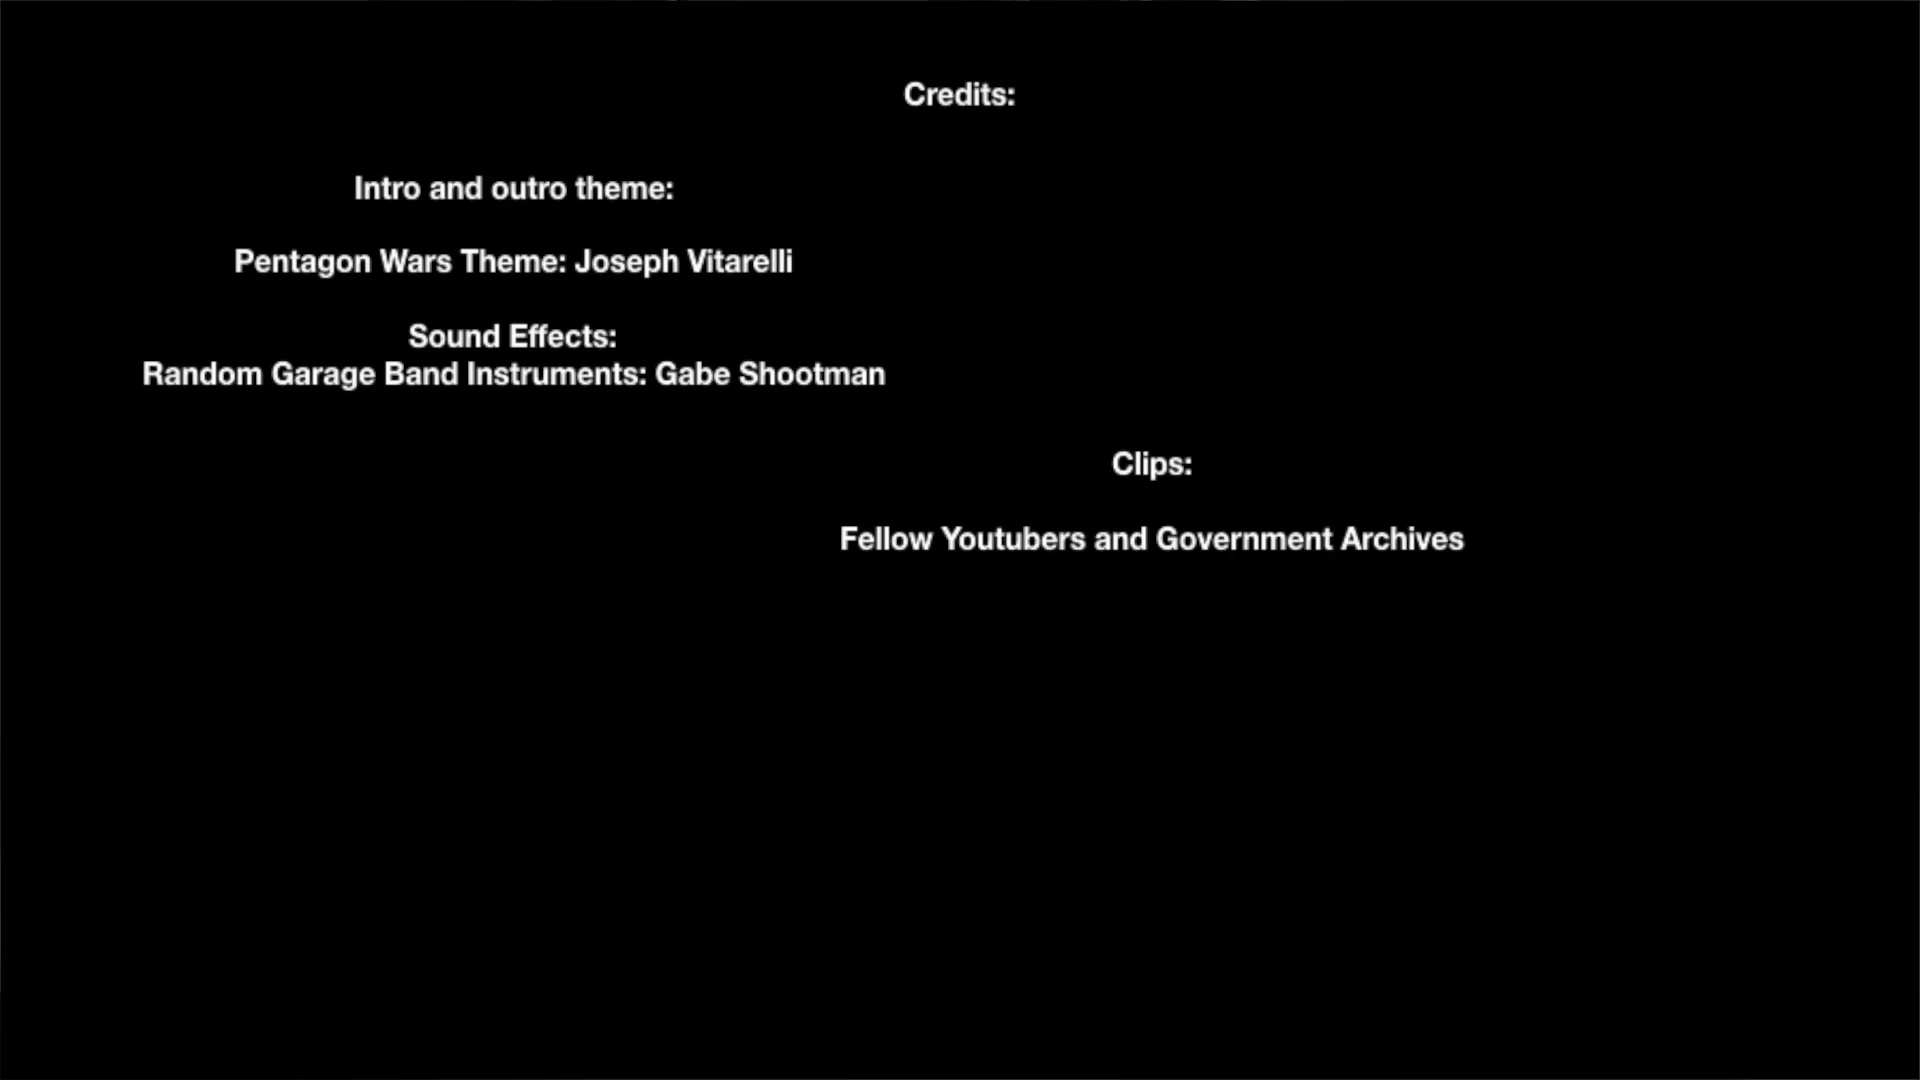 Credits:
Intro and outro theme:
Pentagon Wars Theme: Joseph Vitarelli
Sound Effects:
Random Garage Band Instruments: Gabe Shootman
Clips:
Fellow Youtubers and Government Archives